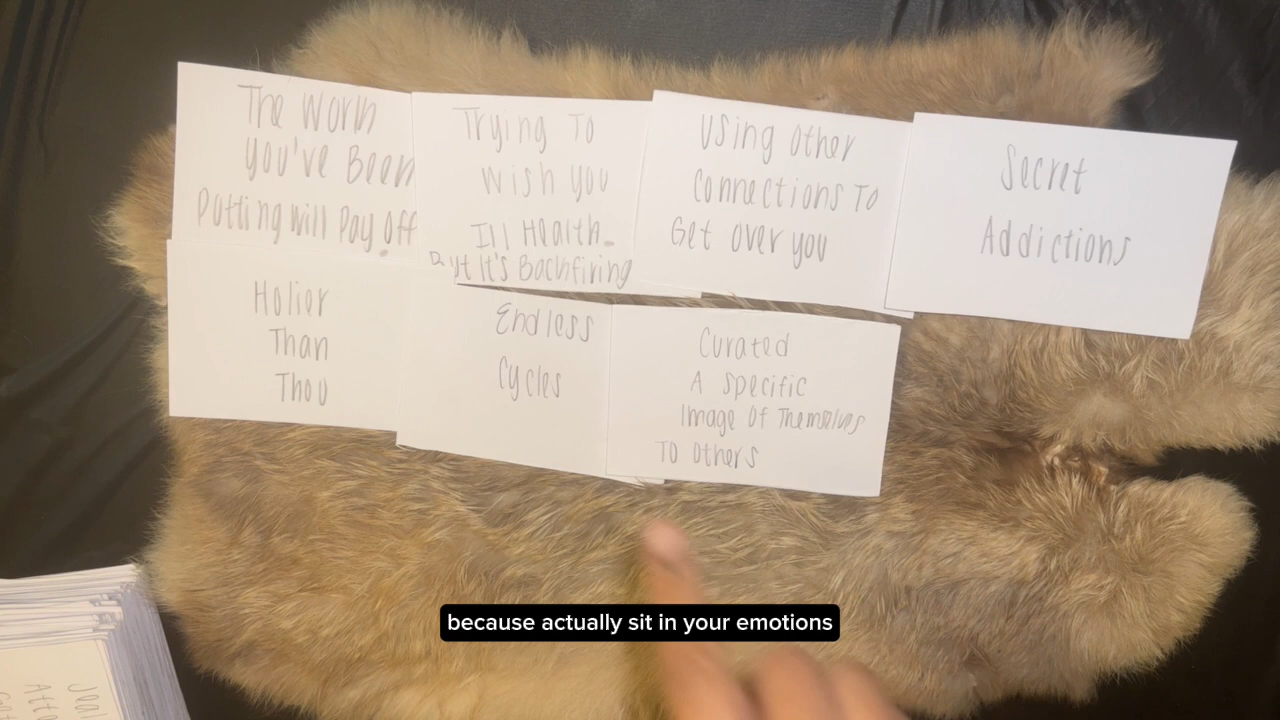 The Work
You've Been
Putting Will Pay Off.
Trying To
Wish You
Ill Health.
But It's Backfiring
Using Other
Connections To
Get Over You
Secret
Addictions
Holier
Than
Thou
Endless
Cycles
Curated
A Specific
Image Of Themselves
To Others
because actually sit in your emotions